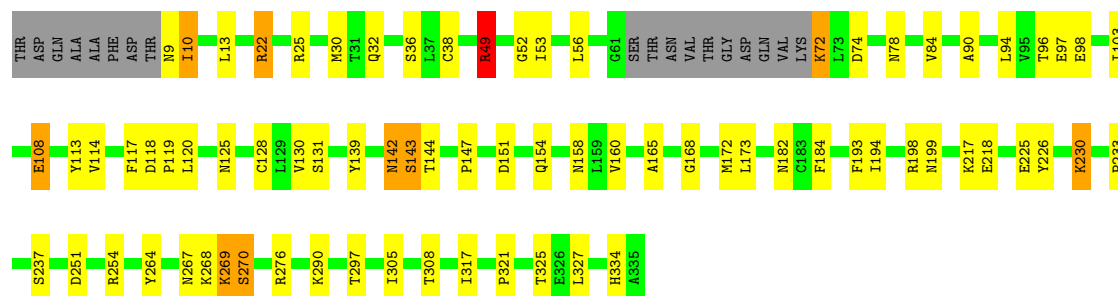 THR ASP GLN ALA ALA PHE ASP THR N9 I10 L13 R22 R25 M30 T31 Q32 S36 L37 C38 R49 G52 I53 L56 G61 SER THR ASN VAL THR GLY ASP GLN VAL LYS K72 L73 D74 N78 V84 A90 L94 V95 T96 E97 E98 I103
E108 Y113 V114 F117 D118 P119 L120 N125 C128 L129 V130 S131 Y139 N142 S143 T144 P147 D151 Q154 N158 L159 V160 A165 G168 M172 L173 N182 C183 F184 F193 I194 R198 N199 K217 E218 E225 Y226 K230
S237 D251 R254 Y264 N267 K268 K269 S270 R276 K290 T297 I305 T308 I317 P321 T325 E326 L327 H334 A335